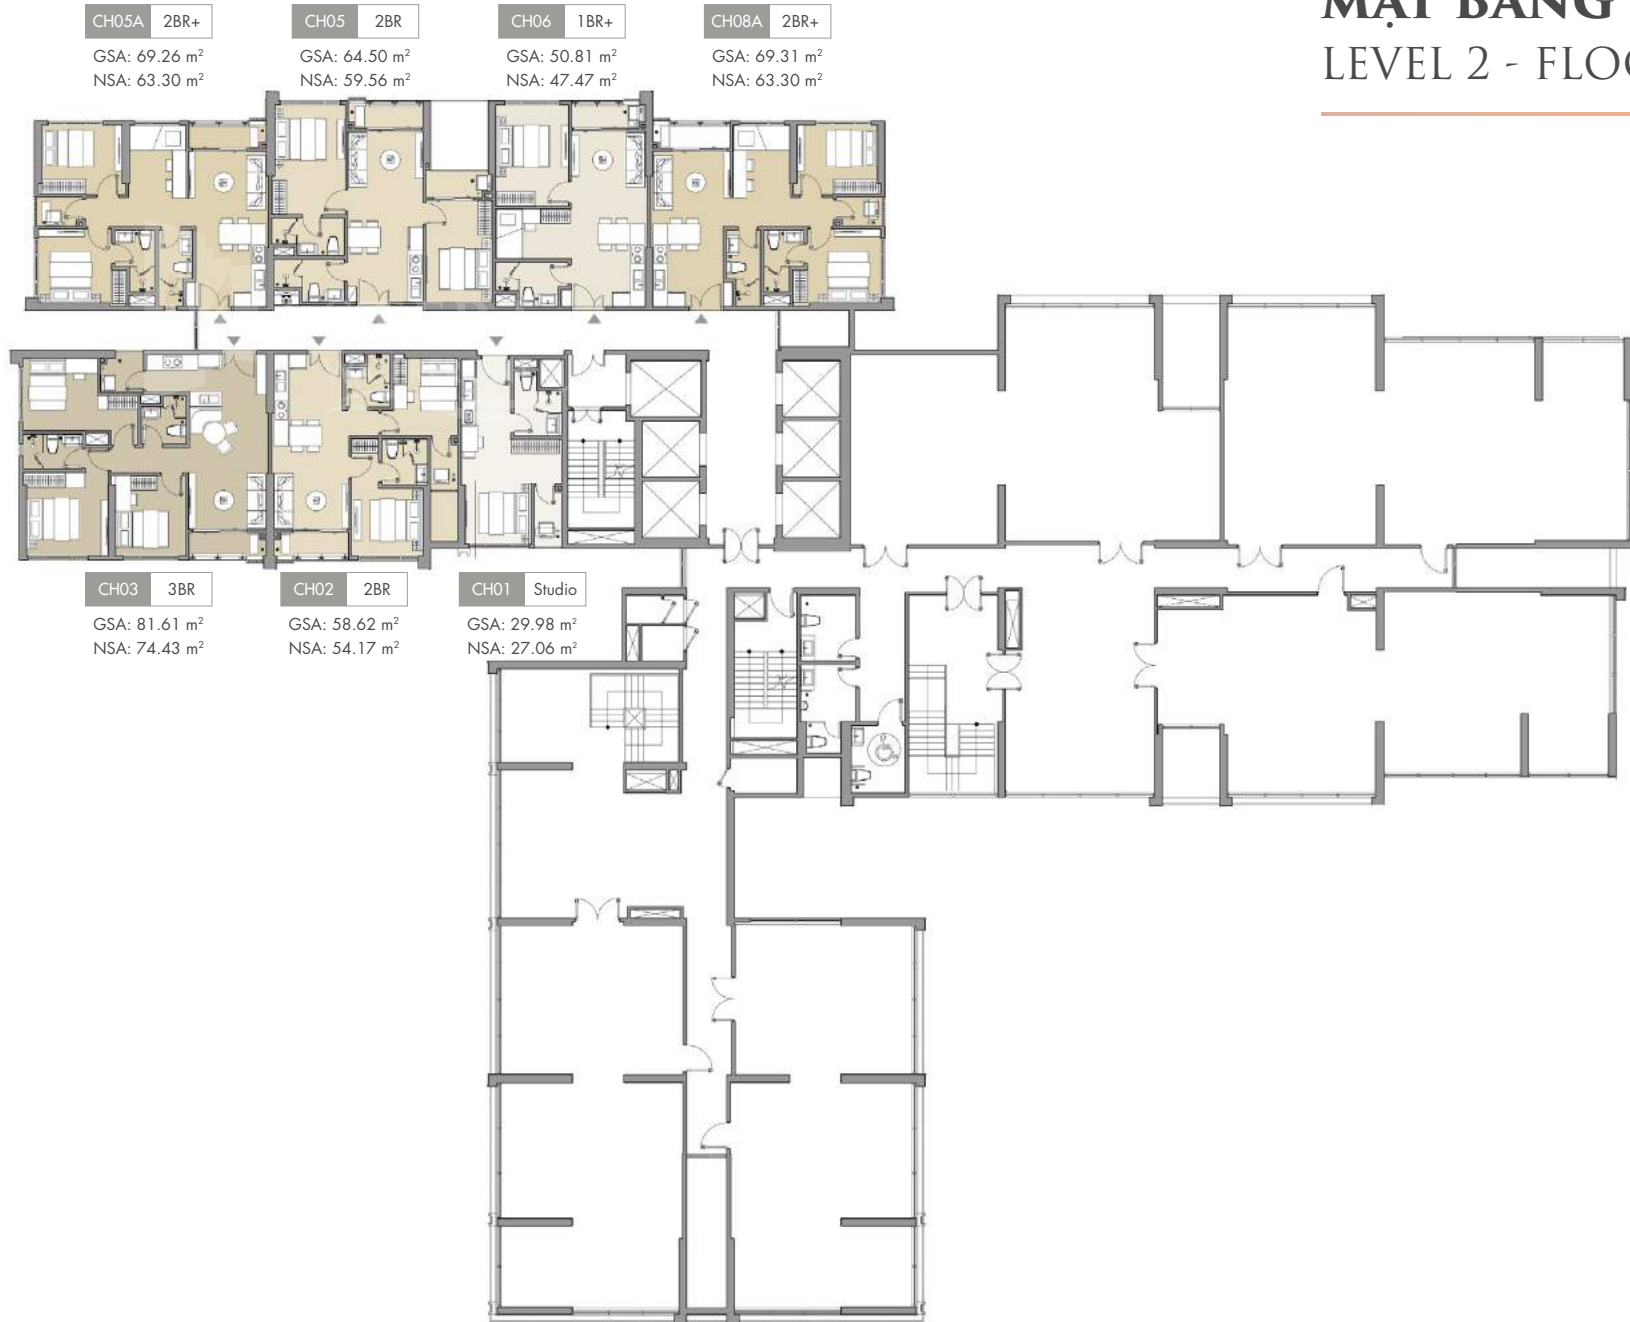 MẶT BẰNG
LEVEL 2 - FLOO
CH05A 2BR+
GSA: 69.26 m²
NSA: 63.30 m²
CH05 2BR
GSA: 64.50 m²
NSA: 59.56 m²
CH06 1BR+
GSA: 50.81 m²
NSA: 47.47 m²
CH08A 2BR+
GSA: 69.31 m²
NSA: 63.30 m²
CH03 3BR
GSA: 81.61 m²
NSA: 74.43 m²
CH02 2BR
GSA: 58.62 m²
NSA: 54.17 m²
CH01 Studio
GSA: 29.98 m²
NSA: 27.06 m²